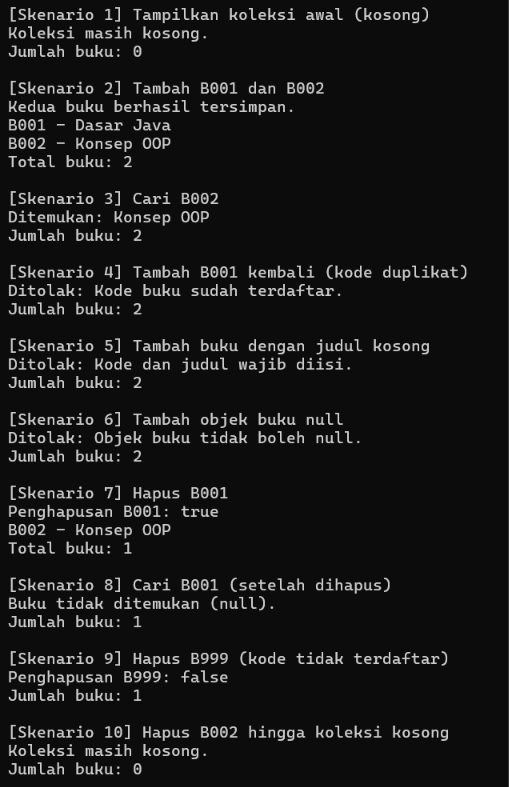 [Skenario 1] Tampilkan koleksi awal (kosong)
Koleksi masih kosong.
Jumlah buku: 0
[Skenario 2] Tambah B001 dan B002
Kedua buku berhasil tersimpan.
B001 - Dasar Java
B002 - Konsep OOP
Total buku: 2
[Skenario 3] Cari B002
Ditemukan: Konsep OOP
Jumlah buku: 2
[Skenario 4] Tambah B001 kembali (kode duplikat)
Ditolak: Kode buku sudah terdaftar.
Jumlah buku: 2
[Skenario 5] Tambah buku dengan judul kosong
Ditolak: Kode dan judul wajib diisi.
Jumlah buku: 2
[Skenario 6] Tambah objek buku null
Ditolak: Objek buku tidak boleh null.
Jumlah buku: 2
[Skenario 7] Hapus B001
Penghapusan B001: true
B002 - Konsep OOP
Total buku: 1
[Skenario 8] Cari B001 (setelah dihapus)
Buku tidak ditemukan (null).
Jumlah buku: 1
[Skenario 9] Hapus B999 (kode tidak terdaftar)
Penghapusan B999: false
Jumlah buku: 1
[Skenario 10] Hapus B002 hingga koleksi kosong
Koleksi masih kosong.
Jumlah buku: 0